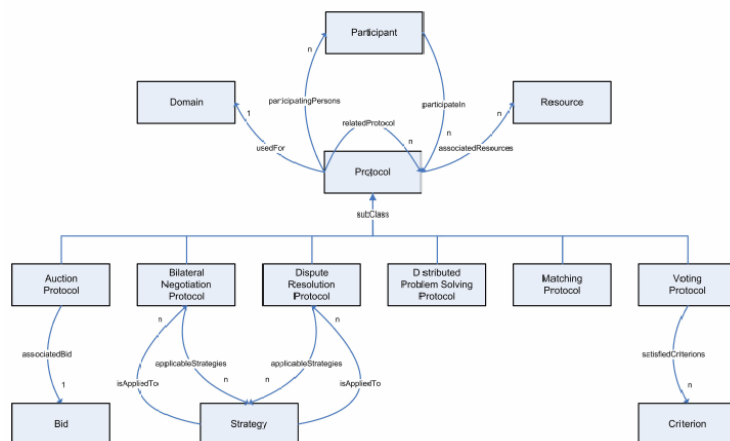 Participant
n
Domain
participatingPersons
participateIn
Resource
1
relatedProtocol
n
n
n
usedFor
associatedResources
Protocol
subClass
Auction
Protocol
Bilateral
Negotiation
Protocol
Dispute
Resolution
Protocol
Distributed
Problem Solving
Protocol
Matching
Protocol
Voting
Protocol
n
n
associatedBid
applicableStrategies
applicableStrategies
satisfiedCriterions
isAppliedTo
isAppliedTo
1
n
n
n
Bid
Strategy
Criterion